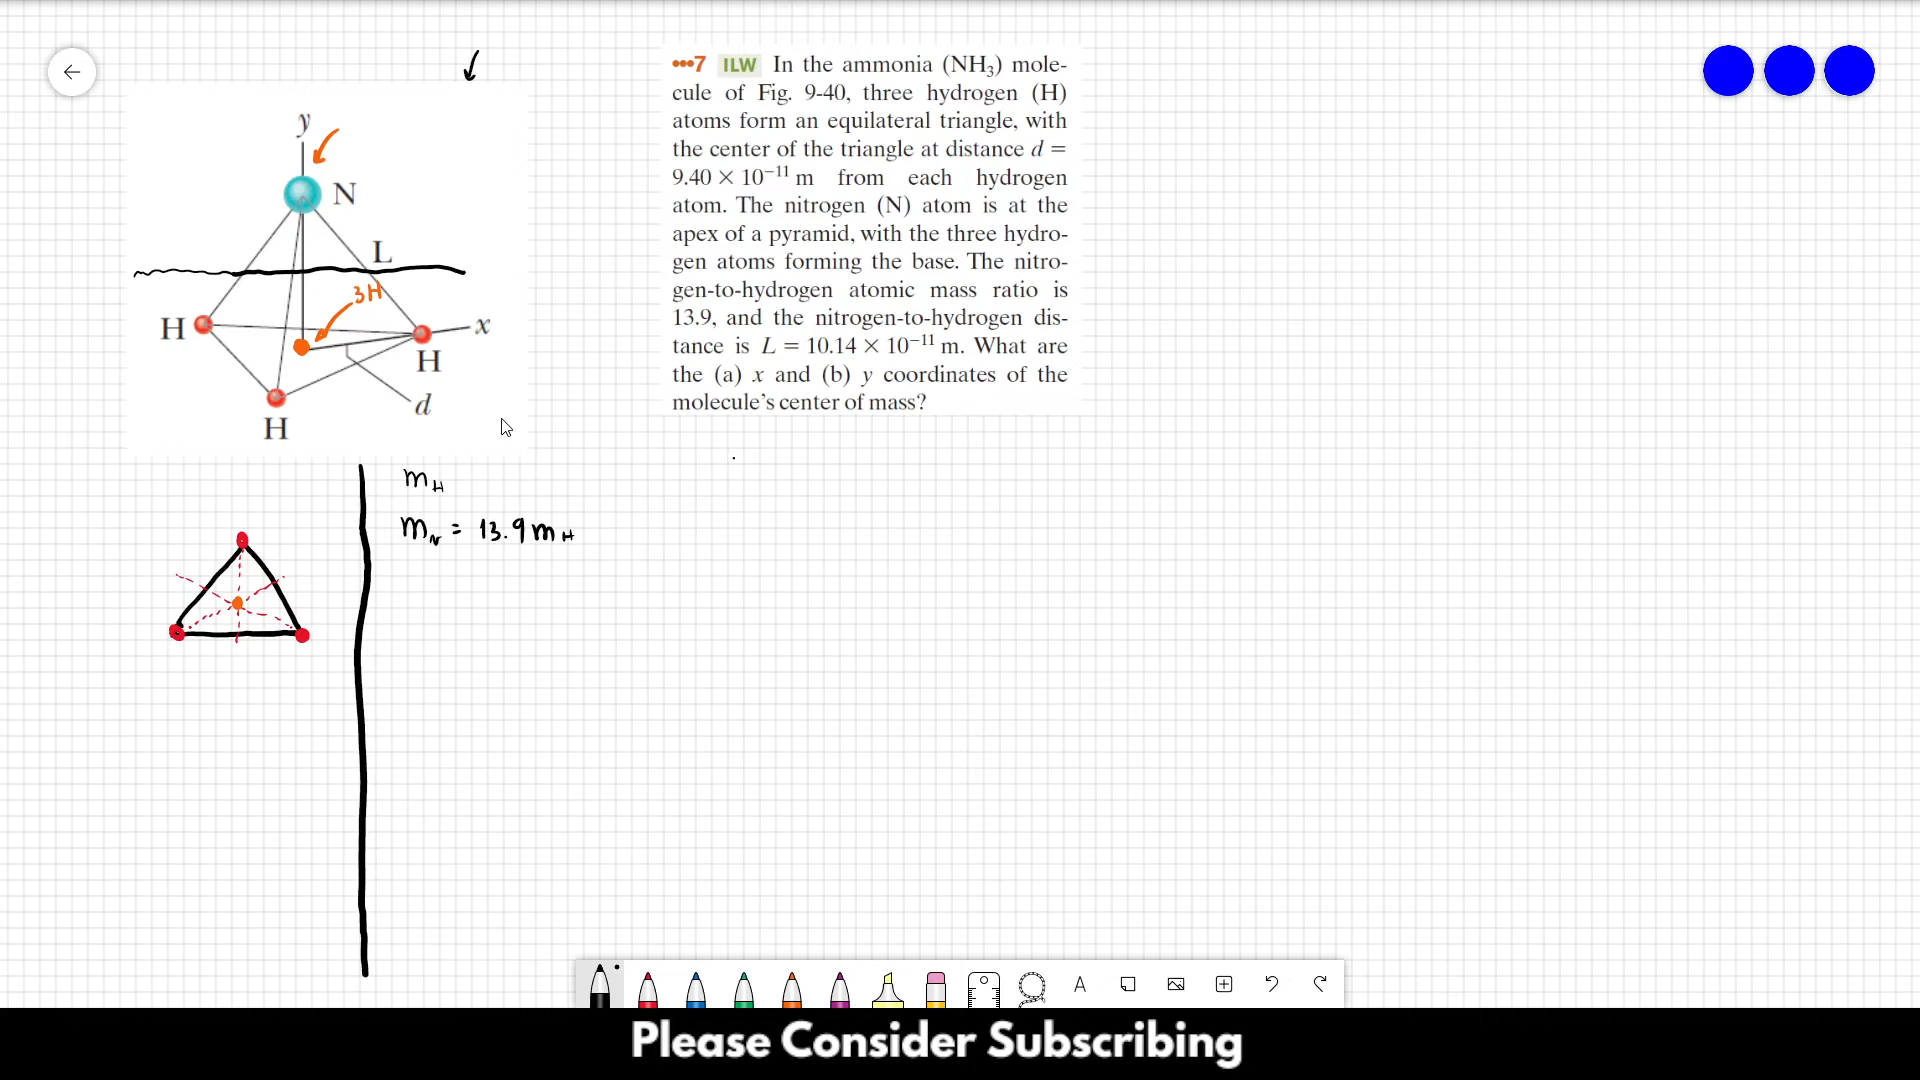 •••7 ILW In the ammonia (NH₃) mole-
cule of Fig. 9-40, three hydrogen (H)
atoms form an equilateral triangle, with
the center of the triangle at distance d =
9.40 × 10⁻¹¹ m from each hydrogen
atom. The nitrogen (N) atom is at the
apex of a pyramid, with the three hydro-
gen atoms forming the base. The nitro-
gen-to-hydrogen atomic mass ratio is
13.9, and the nitrogen-to-hydrogen dis-
tance is L = 10.14 × 10⁻¹¹ m. What are
the (a) x and (b) y coordinates of the
molecule's center of mass?
y
N
L
3H
H
x
H
d
H
m_H
m_N = 13.9 m_H
A
Please Consider Subscribing